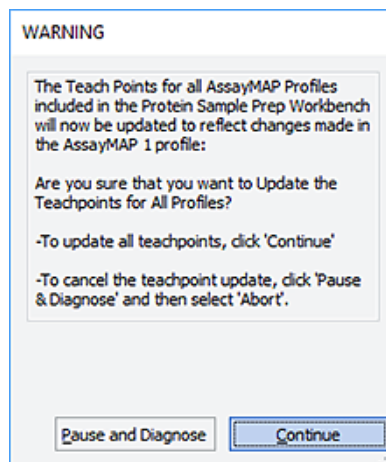 WARNING
The Teach Points for all AssayMAP Profiles
included in the Protein Sample Prep Workbench
will now be updated to reflect changes made in
the AssayMAP 1 profile:
Are you sure that you want to Update the
Teachpoints for All Profiles?
-To update all teachpoints, click 'Continue'
-To cancel the teachpoint update, click 'Pause
& Diagnose' and then select 'Abort'.
Pause and Diagnose
Continue